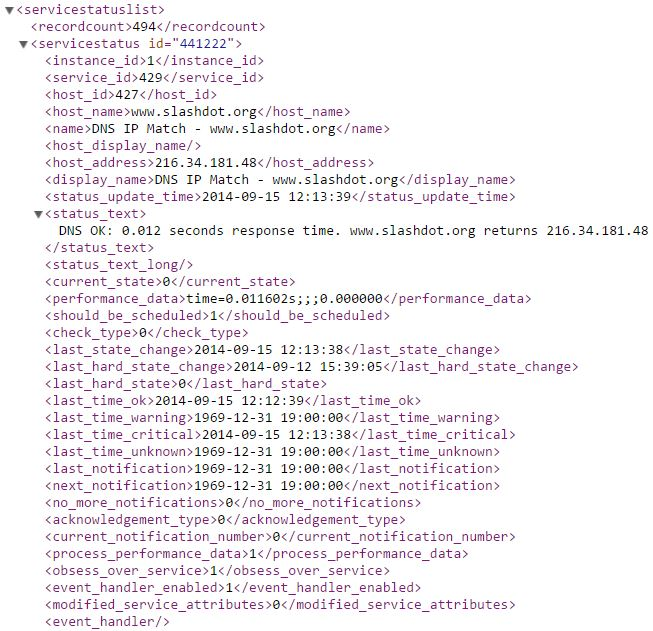 ▼<servicestatuslist>
<recordcount>494</recordcount>
▼<servicestatus id="441222">
<instance_id>1</instance_id>
<service_id>429</service_id>
<host_id>427</host_id>
<host_name>www.slashdot.org</host_name>
<name>DNS IP Match - www.slashdot.org</name>
<host_display_name/>
<host_address>216.34.181.48</host_address>
<display_name>DNS IP Match - www.slashdot.org</display_name>
<status_update_time>2014-09-15 12:13:39</status_update_time>
▼<status_text>
DNS OK: 0.012 seconds response time. www.slashdot.org returns 216.34.181.48
</status_text>
<status_text_long/>
<current_state>0</current_state>
<performance_data>time=0.011602s;;;0.000000</performance_data>
<should_be_scheduled>1</should_be_scheduled>
<check_type>0</check_type>
<last_state_change>2014-09-15 12:13:38</last_state_change>
<last_hard_state_change>2014-09-12 15:39:05</last_hard_state_change>
<last_hard_state>0</last_hard_state>
<last_time_ok>2014-09-15 12:12:39</last_time_ok>
<last_time_warning>1969-12-31 19:00:00</last_time_warning>
<last_time_critical>2014-09-15 12:13:38</last_time_critical>
<last_time_unknown>1969-12-31 19:00:00</last_time_unknown>
<last_notification>1969-12-31 19:00:00</last_notification>
<next_notification>1969-12-31 19:00:00</next_notification>
<no_more_notifications>0</no_more_notifications>
<acknowledgement_type>0</acknowledgement_type>
<current_notification_number>0</current_notification_number>
<process_performance_data>1</process_performance_data>
<obsess_over_service>1</obsess_over_service>
<event_handler_enabled>1</event_handler_enabled>
<modified_service_attributes>0</modified_service_attributes>
<event_handler/>